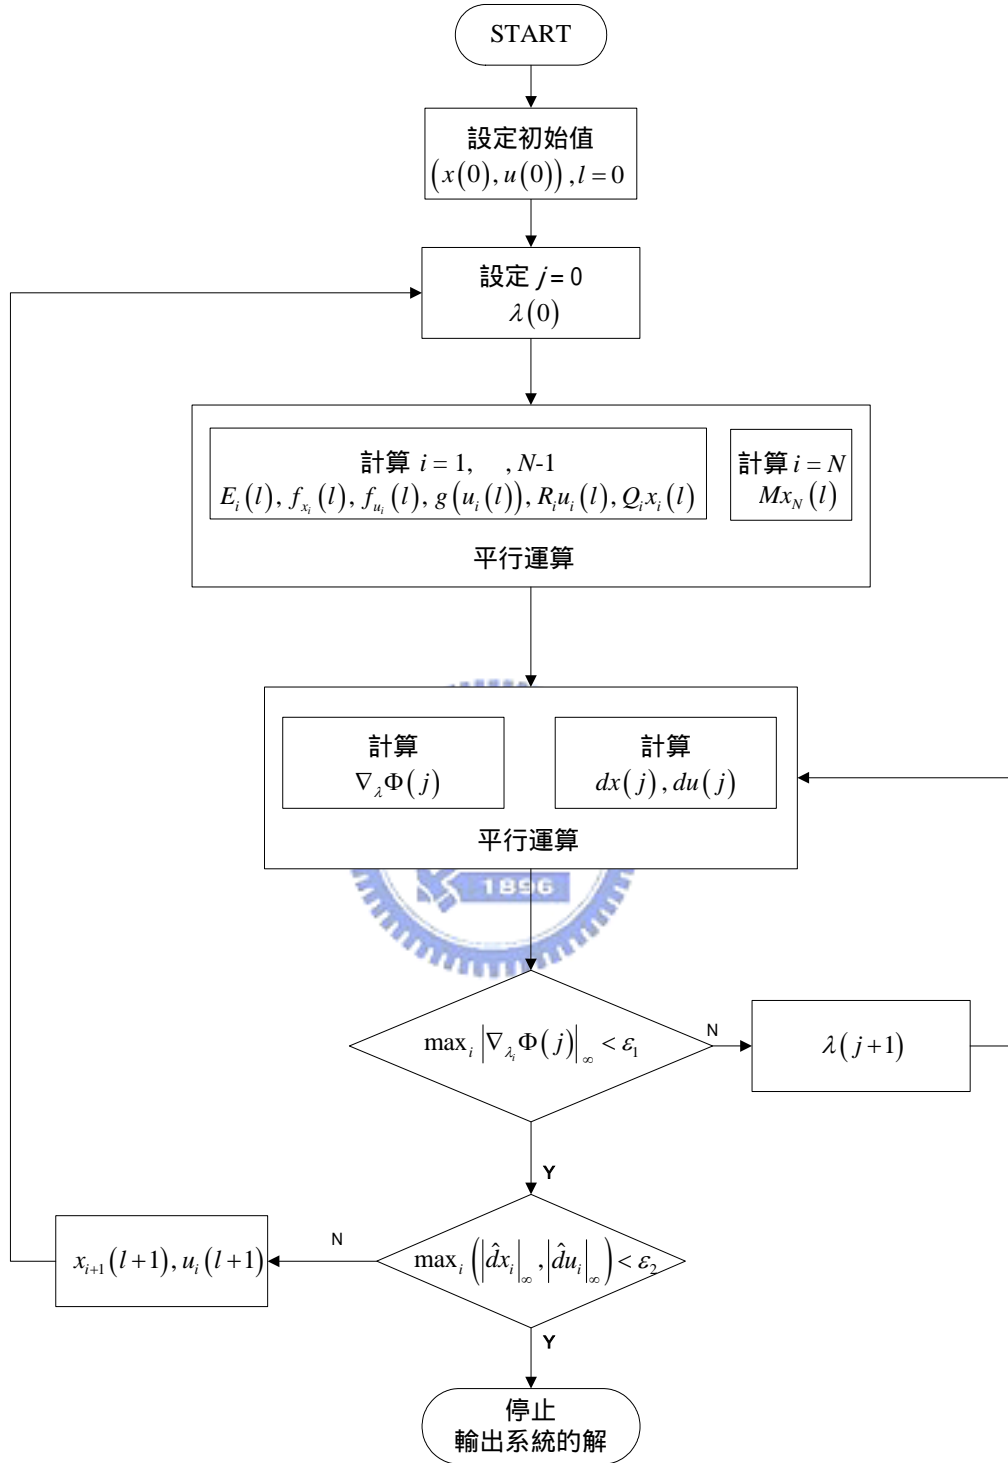 START
設定初始值
(x(0), u(0)), l = 0
設定 j = 0
λ(0)
計算 i = 1, , N-1
E_i(l), f_{x_i}(l), f_{u_i}(l), g(u_i(l)), R_i u_i(l), Q_i x_i(l)
計算 i = N
Mx_N(l)
平行運算
計算
∇_λ Φ(j)
計算
dx(j), du(j)
平行運算
1896
max_i |∇_{λ_i} Φ(j)|_∞ < ε_1
N
λ(j+1)
Y
x_{i+1}(l+1), u_i(l+1)
N
max_i (|d̂x_i|_∞, |d̂u_i|_∞) < ε_2
Y
停止
輸出系統的解